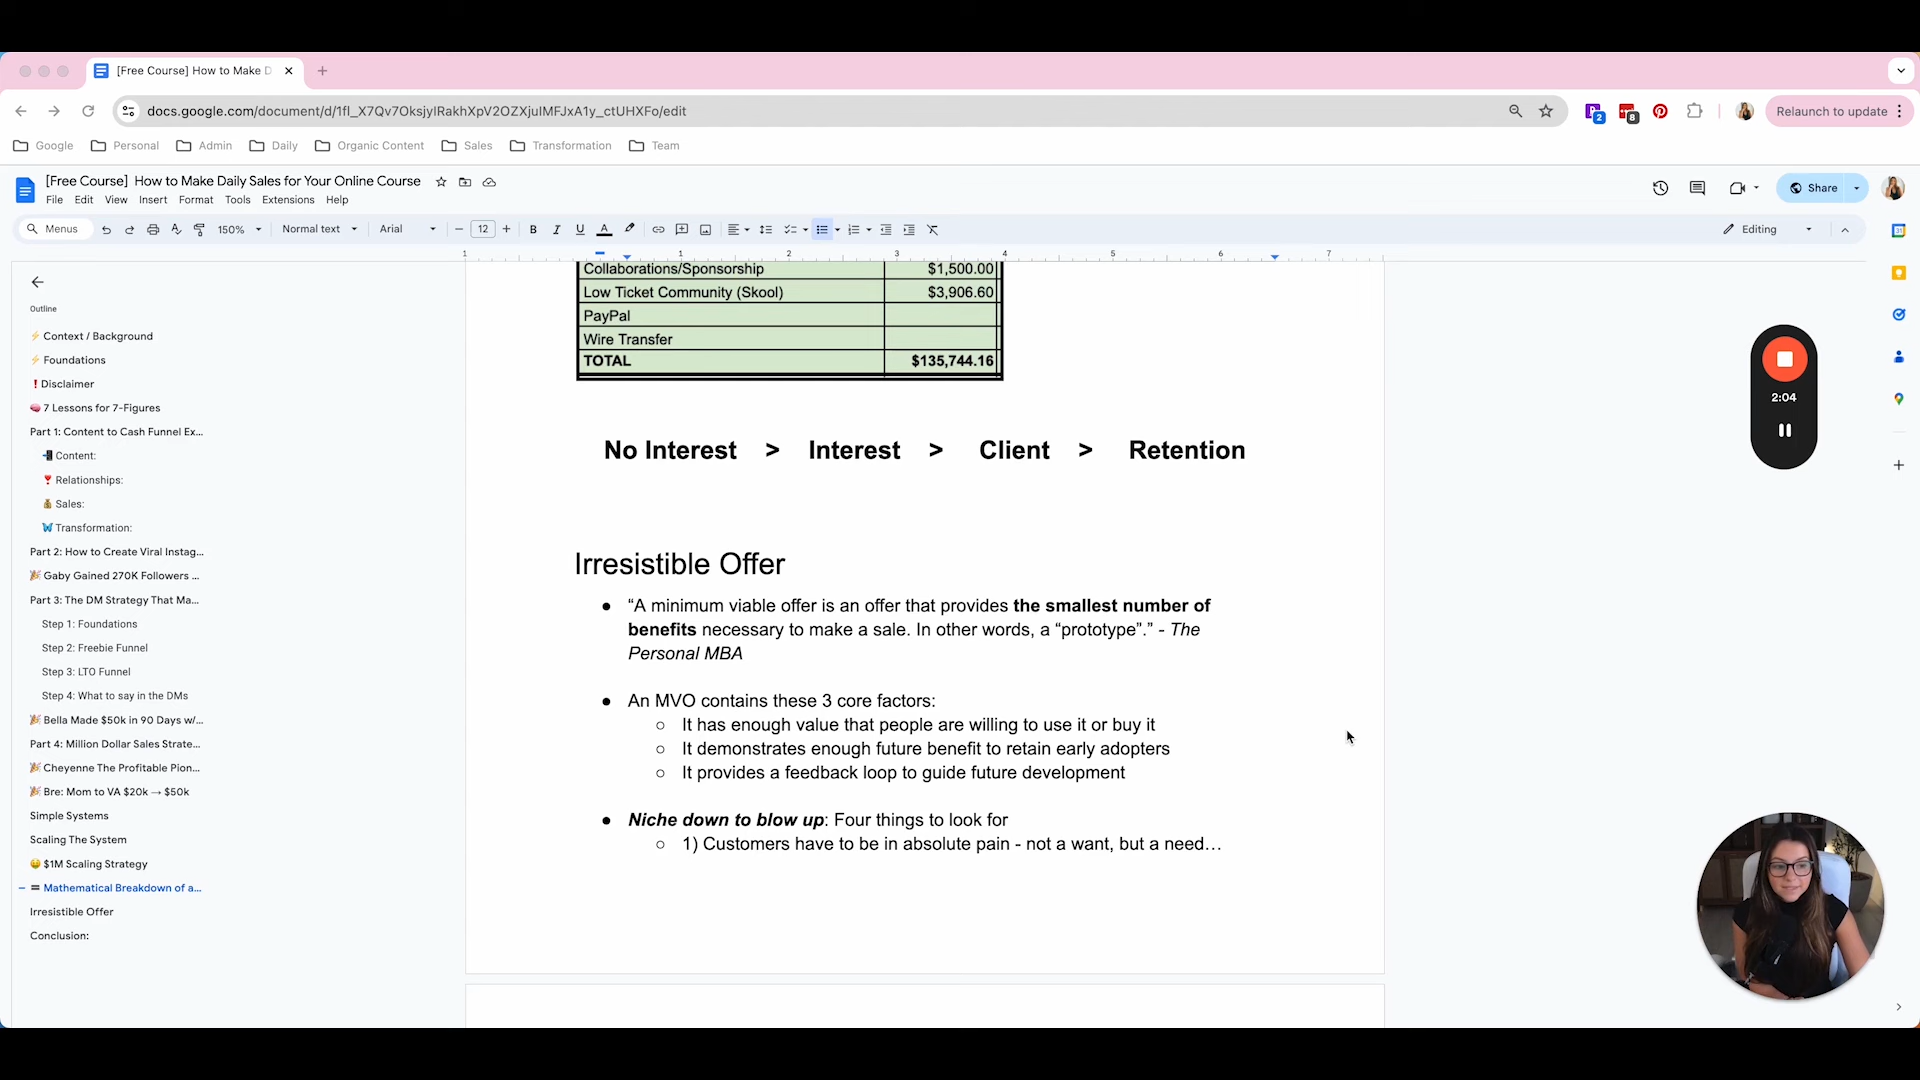 [Free Course] How to Make D
docs.google.com/document/d/1fI_X7Qv7OksjyIRakhXpV2OZXjuIMFJxA1y_ctUHXFo/edit
2
8
Relaunch to update
Google
Personal
Admin
Daily
Organic Content
Sales
Transformation
Team
[Free Course] How to Make Daily Sales for Your Online Course
File Edit View Insert Format Tools Extensions Help
Share
Menus
150%
Normal text
Arial
12
B I U A
Editing
31
1 1 2 3 4 5 6 7
Outline
⚡ Context / Background
⚡ Foundations
❗ Disclaimer
🧠 7 Lessons for 7-Figures
Part 1: Content to Cash Funnel Ex...
📲 Content:
❣️ Relationships:
💰 Sales:
🦋 Transformation:
Part 2: How to Create Viral Instag...
🎉 Gaby Gained 270K Followers ...
Part 3: The DM Strategy That Ma...
Step 1: Foundations
Step 2: Freebie Funnel
Step 3: LTO Funnel
Step 4: What to say in the DMs
🎉 Bella Made $50k in 90 Days w/...
Part 4: Million Dollar Sales Strate...
🎉 Cheyenne The Profitable Pion...
🎉 Bre: Mom to VA $20k → $50k
Simple Systems
Scaling The System
🤑 $1M Scaling Strategy
🟰 Mathematical Breakdown of a...
Irresistible Offer
Conclusion:
Collaborations/Sponsorship $1,500.00
Low Ticket Community (Skool) $3,906.60
PayPal
Wire Transfer
TOTAL $135,744.16
No Interest > Interest > Client > Retention
Irresistible Offer
● “A minimum viable offer is an offer that provides the smallest number of
benefits necessary to make a sale. In other words, a “prototype”.” - The
Personal MBA
● An MVO contains these 3 core factors:
○ It has enough value that people are willing to use it or buy it
○ It demonstrates enough future benefit to retain early adopters
○ It provides a feedback loop to guide future development
● Niche down to blow up: Four things to look for
○ 1) Customers have to be in absolute pain - not a want, but a need…
2:04